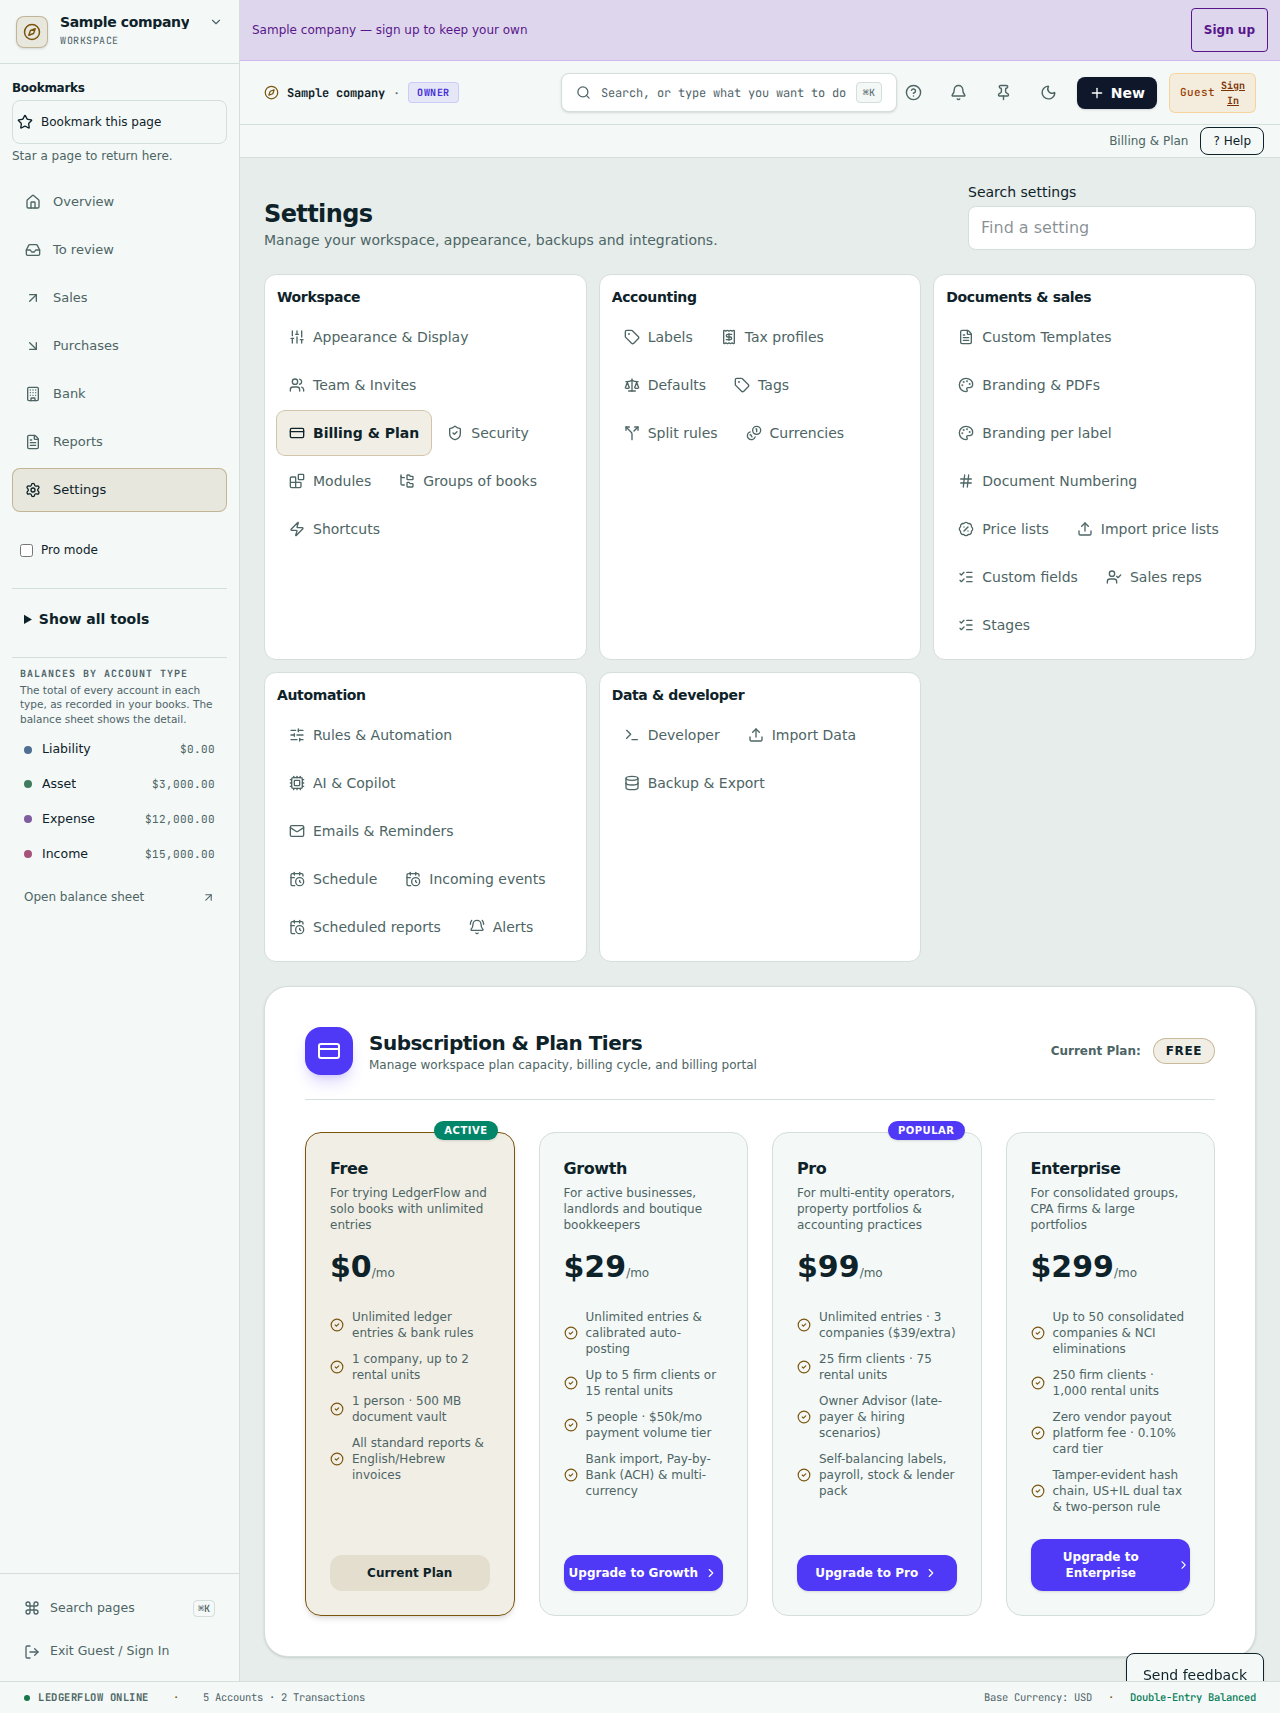 Sample company
WORKSPACE
Bookmarks
Bookmark this page
Star a page to return here.
Overview
To review
Sales
Purchases
Bank
Reports
Settings
Pro mode
Show all tools
BALANCES BY ACCOUNT TYPE
The total of every account in each
type, as recorded in your books. The
balance sheet shows the detail.
Liability $0.00
Asset $3,000.00
Expense $12,000.00
Income $15,000.00
Open balance sheet
Search pages ⌘K
Exit Guest / Sign In
Sample company — sign up to keep your own
Sign up
Sample company · OWNER
Search, or type what you want to do ⌘K
New
Guest Sign
In
Billing & Plan
? Help
Settings
Manage your workspace, appearance, backups and integrations.
Search settings
Find a setting
Workspace
Appearance & Display
Team & Invites
Billing & Plan Security
Modules Groups of books
Shortcuts
Accounting
Labels Tax profiles
Defaults Tags
Split rules Currencies
Documents & sales
Custom Templates
Branding & PDFs
Branding per label
Document Numbering
Price lists Import price lists
Custom fields Sales reps
Stages
Automation
Rules & Automation
AI & Copilot
Emails & Reminders
Schedule Incoming events
Scheduled reports Alerts
Data & developer
Developer Import Data
Backup & Export
Subscription & Plan Tiers
Manage workspace plan capacity, billing cycle, and billing portal
Current Plan: FREE
ACTIVE
Free
For trying LedgerFlow and
solo books with unlimited
entries
$0/mo
Unlimited ledger
entries & bank rules
1 company, up to 2
rental units
1 person · 500 MB
document vault
All standard reports &
English/Hebrew
invoices
Current Plan
Growth
For active businesses,
landlords and boutique
bookkeepers
$29/mo
Unlimited entries &
calibrated auto-
posting
Up to 5 firm clients or
15 rental units
5 people · $50k/mo
payment volume tier
Bank import, Pay-by-
Bank (ACH) & multi-
currency
Upgrade to Growth
POPULAR
Pro
For multi-entity operators,
property portfolios &
accounting practices
$99/mo
Unlimited entries · 3
companies ($39/extra)
25 firm clients · 75
rental units
Owner Advisor (late-
payer & hiring
scenarios)
Self-balancing labels,
payroll, stock & lender
pack
Upgrade to Pro
Enterprise
For consolidated groups,
CPA firms & large
portfolios
$299/mo
Up to 50 consolidated
companies & NCI
eliminations
250 firm clients ·
1,000 rental units
Zero vendor payout
platform fee · 0.10%
card tier
Tamper-evident hash
chain, US+IL dual tax
& two-person rule
Upgrade to
Enterprise
Send feedback
LEDGERFLOW ONLINE · 5 Accounts · 2 Transactions
Base Currency: USD · Double-Entry Balanced